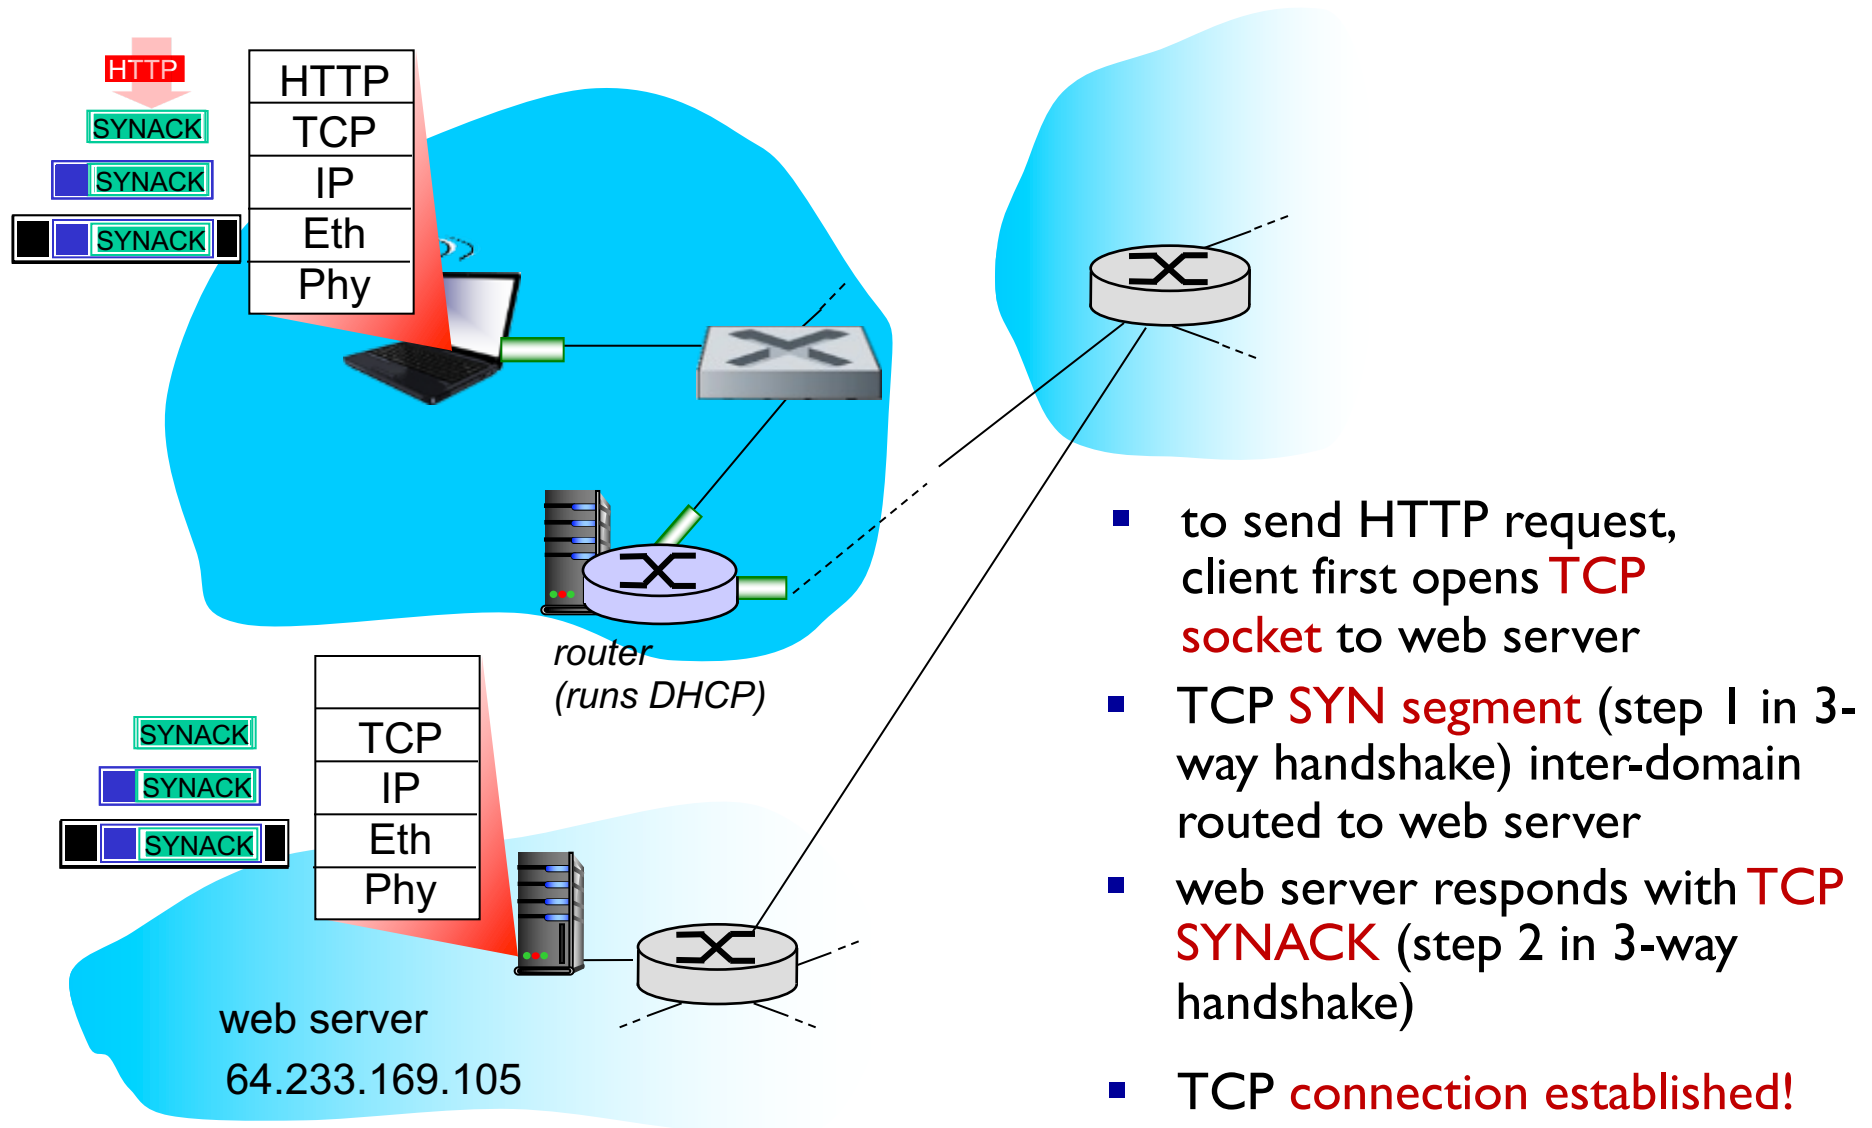 HTTP
SYNACK
SYNACK
SYNACK
HTTP
TCP
IP
Eth
Phy
router
(runs DHCP)
SYNACK
SYNACK
SYNACK
TCP
IP
Eth
Phy
web server
64.233.169.105
▪ to send HTTP request,
client first opens TCP
socket to web server
▪ TCP SYN segment (step 1 in 3-
way handshake) inter-domain
routed to web server
▪ web server responds with TCP
SYNACK (step 2 in 3-way
handshake)
▪ TCP connection established!